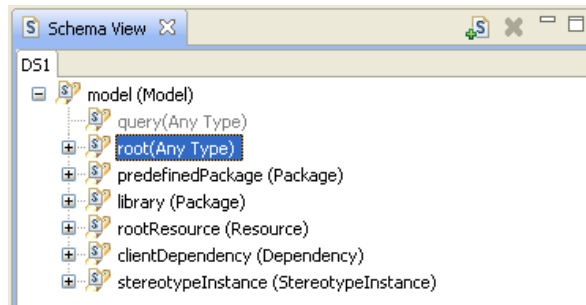 Schema View
DS1
model (Model)
query(Any Type)
root(Any Type)
predefinedPackage (Package)
library (Package)
rootResource (Resource)
clientDependency (Dependency)
stereotypeInstance (StereotypeInstance)